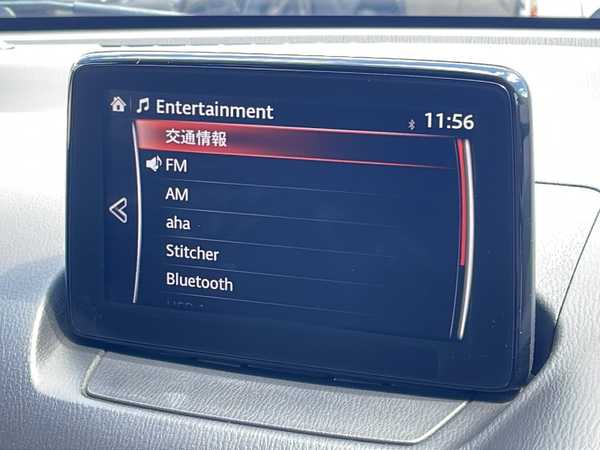 Entertainment
11:56
交通情報
FM
AM
aha
Stitcher
Bluetooth